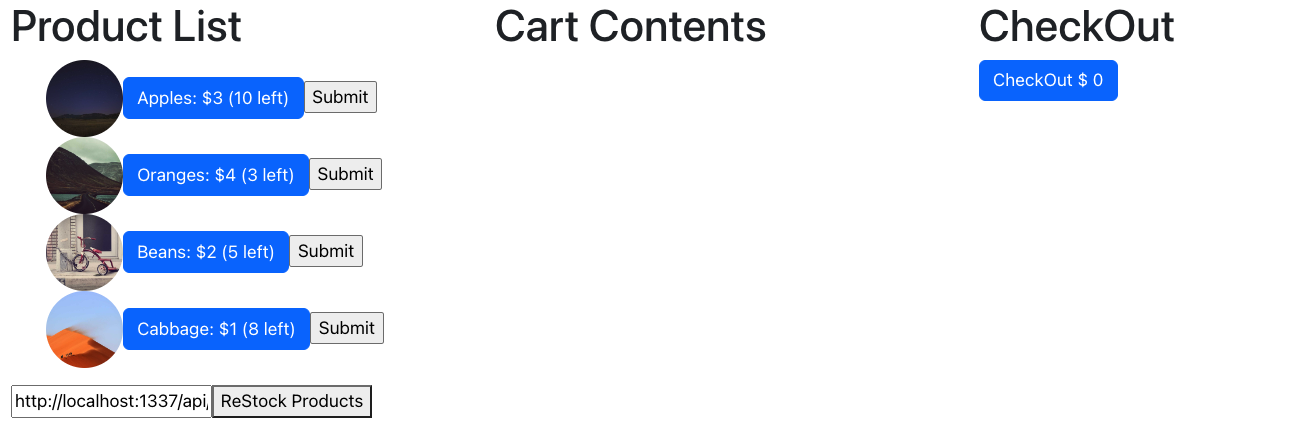 Product List
Apples: $3 (10 left) Submit
Oranges: $4 (3 left) Submit
Beans: $2 (5 left) Submit
Cabbage: $1 (8 left) Submit
http://localhost:1337/api/ ReStock Products
Cart Contents
CheckOut
CheckOut $ 0